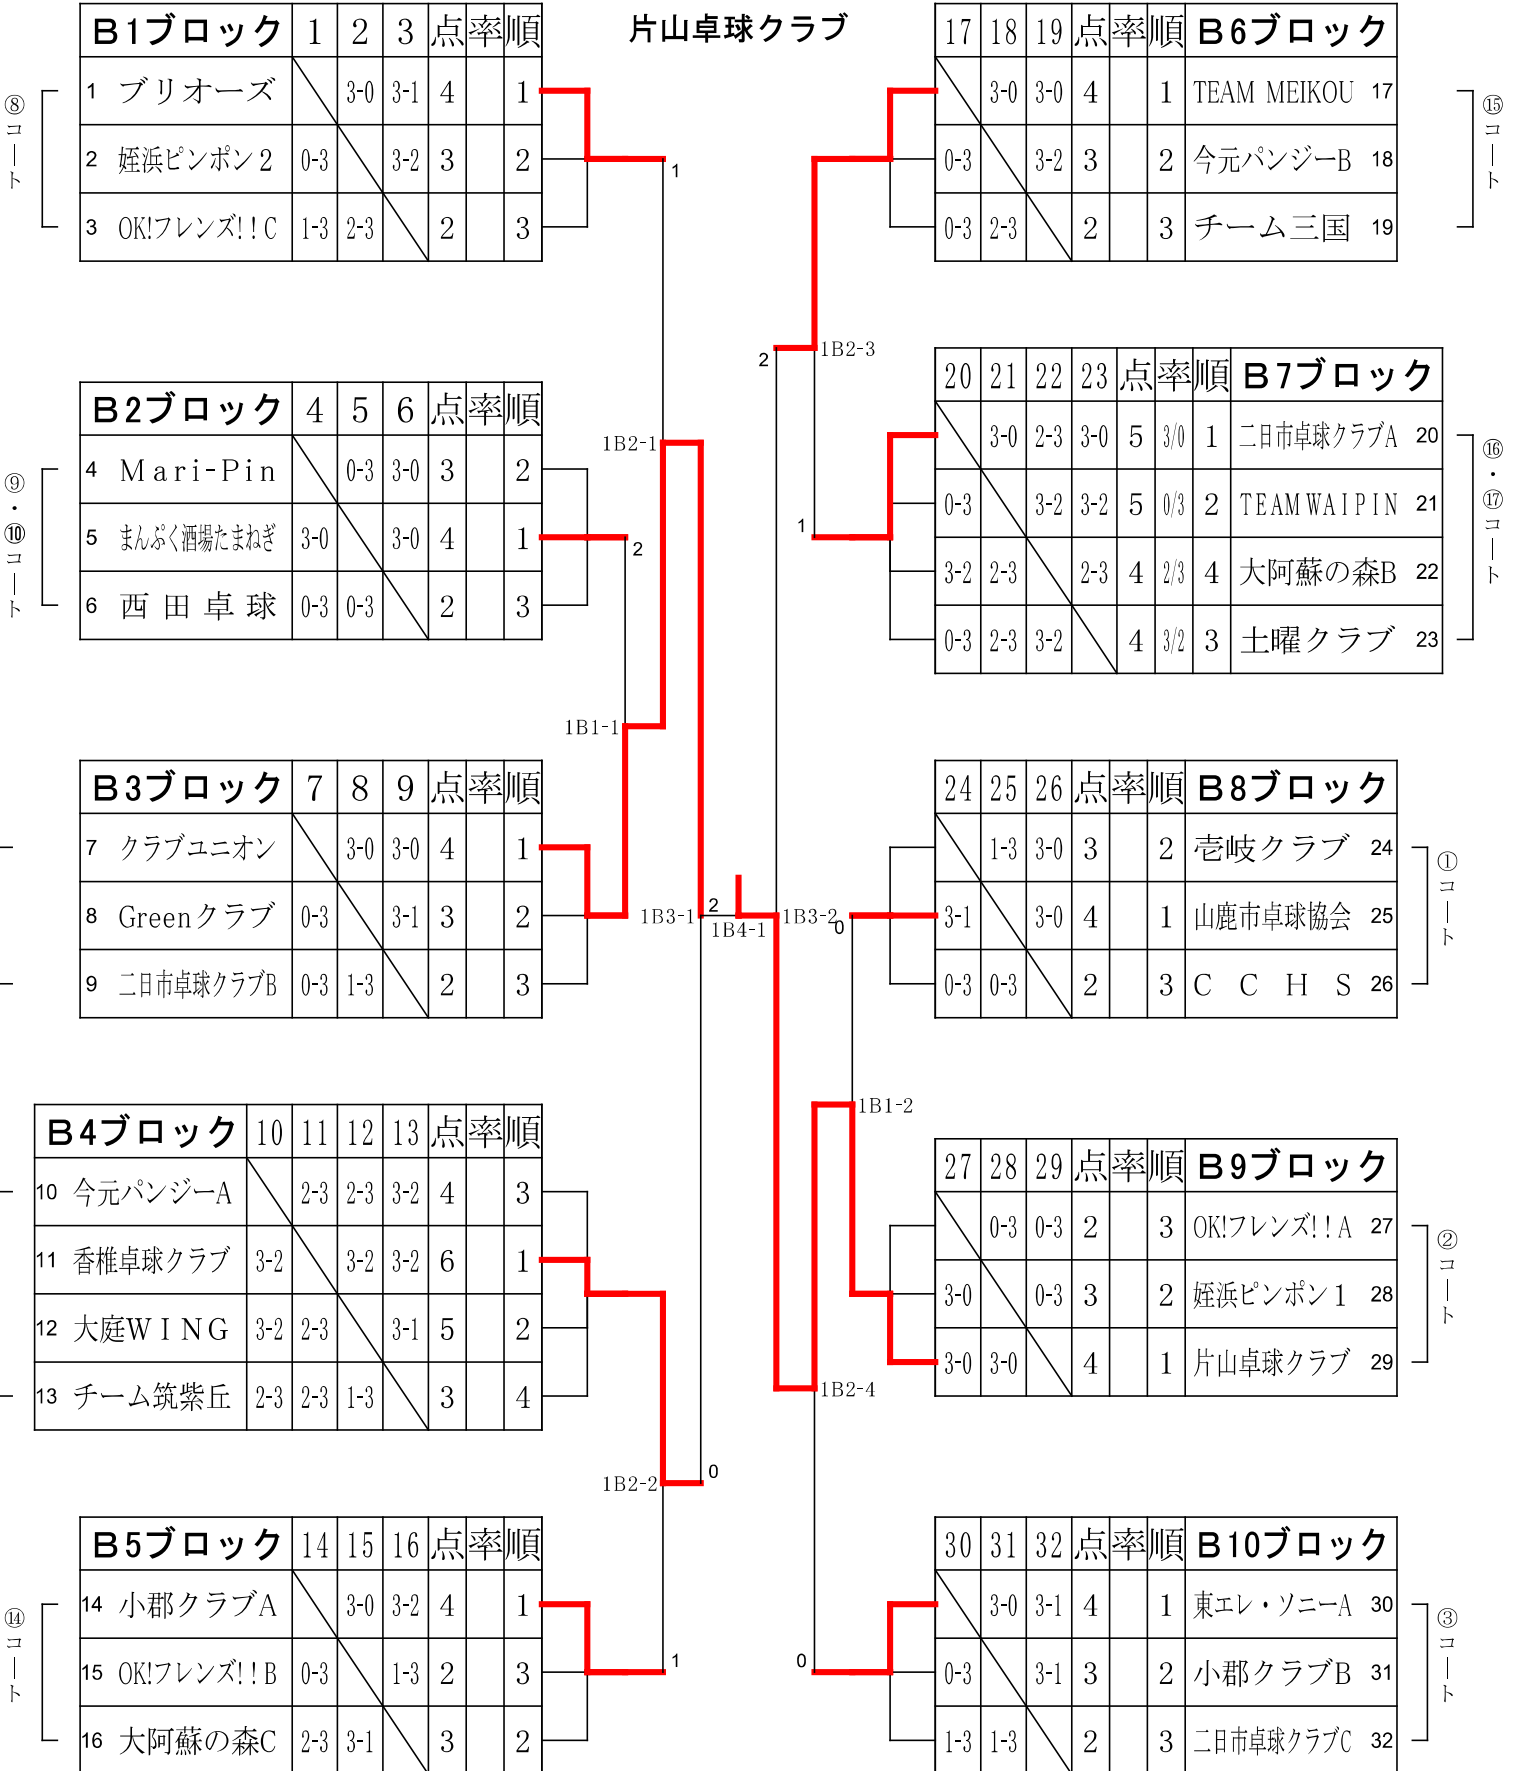 片山卓球クラブ
B1ブロック 1 2 3 点 率 順
1 ブリオーズ 3-0 3-1 4 1
2 姪浜ピンポン2 0-3 3-2 3 2
3 OK!フレンズ!!C 1-3 2-3 2 3
⑧コート
B2ブロック 4 5 6 点 率 順
4 Mari-Pin 0-3 3-0 3 2
5 まんぷく酒場たまねぎ 3-0 3-0 4 1
6 西田卓球 0-3 0-3 2 3
⑨・⑩コート
B3ブロック 7 8 9 点 率 順
7 クラブユニオン 3-0 3-0 4 1
8 Greenクラブ 0-3 3-1 3 2
9 二日市卓球クラブB 0-3 1-3 2 3
B4ブロック 10 11 12 13 点 率 順
10 今元パンジーA 2-3 2-3 3-2 4 3
11 香椎卓球クラブ 3-2 3-2 3-2 6 1
12 大庭WING 3-2 2-3 3-1 5 2
13 チーム筑紫丘 2-3 2-3 1-3 3 4
B5ブロック 14 15 16 点 率 順
14 小郡クラブA 3-0 3-2 4 1
15 OK!フレンズ!!B 0-3 1-3 2 3
16 大阿蘇の森C 2-3 3-1 3 2
⑭コート
1
1B2-1
2
1B1-1
1B3-1
2
1B4-1
1B2-2
0
1
17 18 19 点 率 順 B6ブロック
3-0 3-0 4 1 TEAM MEIKOU 17
0-3 3-2 3 2 今元パンジーB 18
0-3 2-3 2 3 チーム三国 19
⑮コート
20 21 22 23 点 率 順 B7ブロック
3-0 2-3 3-0 5 3/0 1 二日市卓球クラブA 20
0-3 3-2 3-2 5 0/3 2 TEAMWAIPIN 21
3-2 2-3 2-3 4 2/3 4 大阿蘇の森B 22
0-3 2-3 3-2 4 3/2 3 土曜クラブ 23
⑯・⑰コート
24 25 26 点 率 順 B8ブロック
1-3 3-0 3 2 壱岐クラブ 24
3-1 3-0 4 1 山鹿市卓球協会 25
0-3 0-3 2 3 CCHS 26
①コート
27 28 29 点 率 順 B9ブロック
0-3 0-3 2 3 OK!フレンズ!!A 27
3-0 0-3 3 2 姪浜ピンポン1 28
3-0 3-0 4 1 片山卓球クラブ 29
②コート
30 31 32 点 率 順 B10ブロック
3-0 3-1 4 1 東エレ・ソニーA 30
0-3 3-1 3 2 小郡クラブB 31
1-3 1-3 2 3 二日市卓球クラブC 32
③コート
2
1B2-3
1
1B3-2
0
1B1-2
1B2-4
0